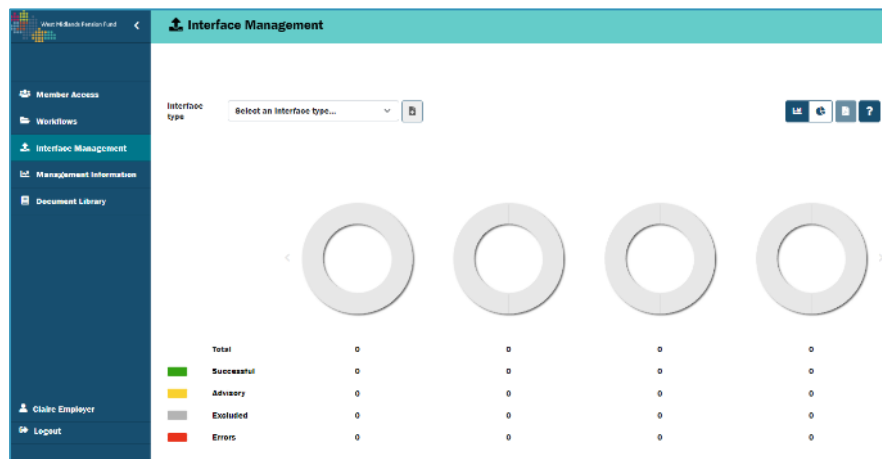 West Midlands Pension Fund
Interface Management
Member Access
Workflows
Interface Management
Management Information
Document Library
Claire Employer
Logout
Interface type
Select an interface type...
?
Total 0 0 0 0
Successful 0 0 0 0
Advisory 0 0 0 0
Excluded 0 0 0 0
Errors 0 0 0 0